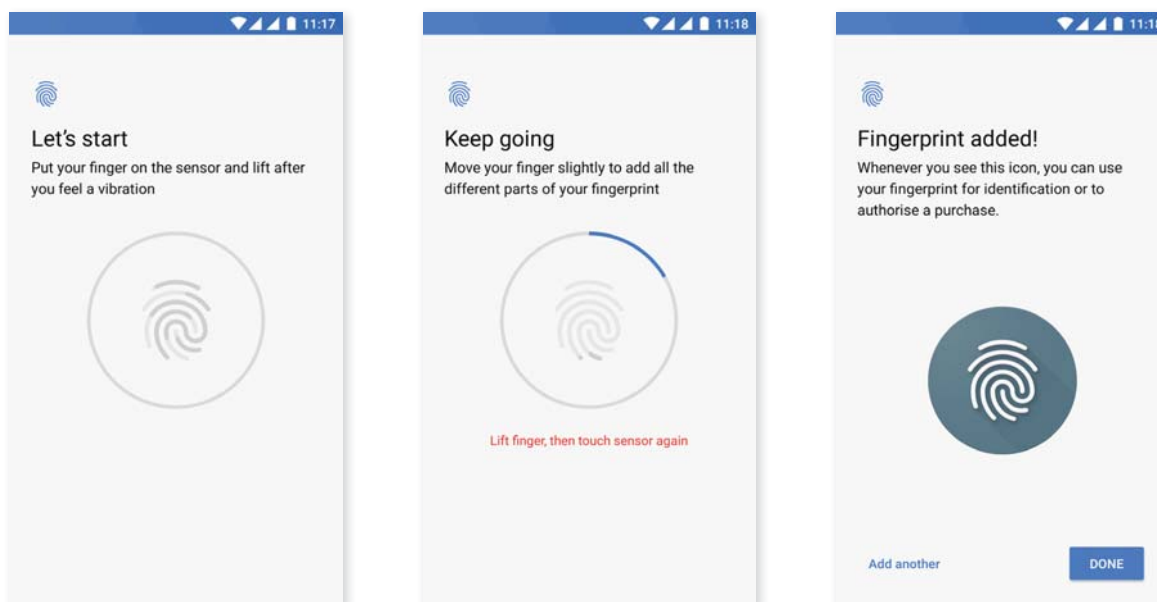 11:17
Let's start
Put your finger on the sensor and lift after
you feel a vibration
11:18
Keep going
Move your finger slightly to add all the
different parts of your fingerprint
Lift finger, then touch sensor again
11:18
Fingerprint added!
Whenever you see this icon, you can use
your fingerprint for identification or to
authorise a purchase.
Add another
DONE